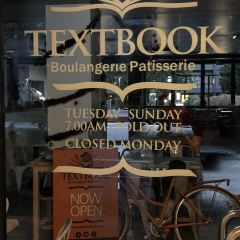 TEXTBOOK
Boulangerie Patisserie
TUESDAY SUNDAY
7.00AM SOLD OUT
CLOSED MONDAY
TEXTBOOK
NOW
OPEN